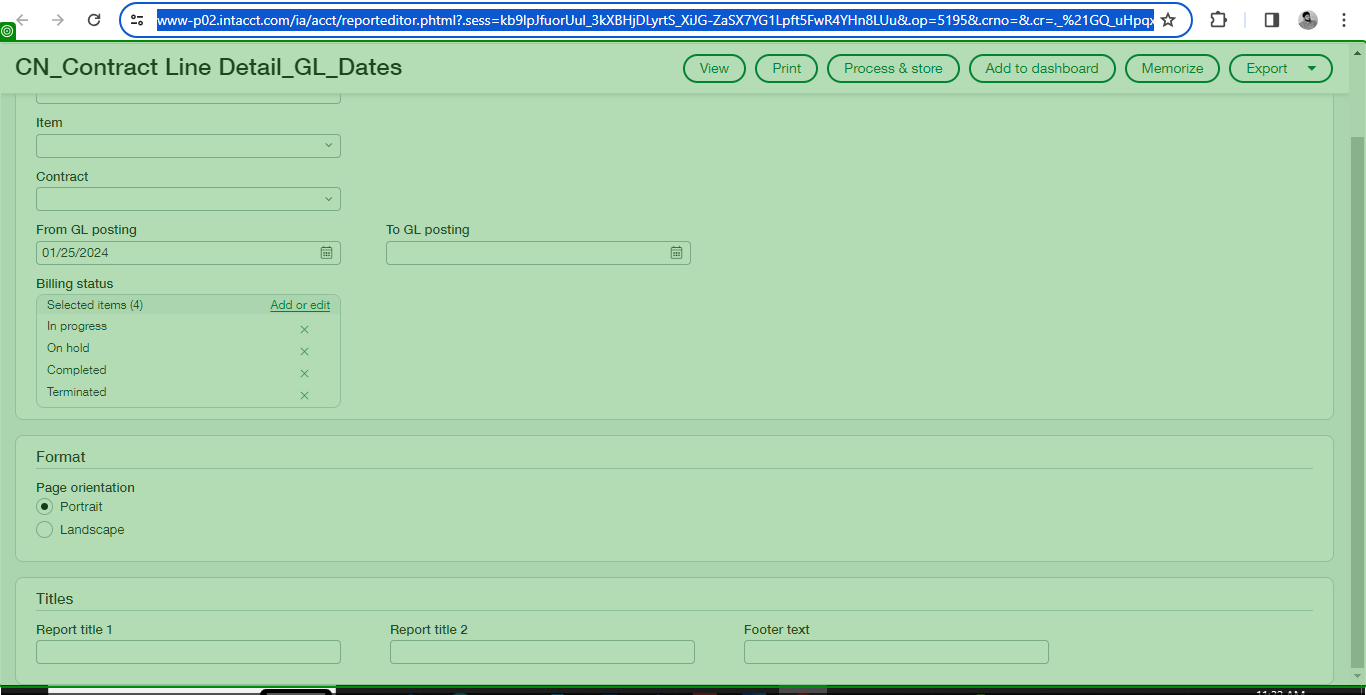 www-p02.intacct.com/ia/acct/reporteditor.phtml?.sess=kb9lpJfuorUuI_3kXBHjDLyrtS_XiJG-ZaSX7YG1Lpft5FwR4YHn8LUu&.op=5195&.crno=&.cr=._%21GQ_uHpqx
CN_Contract Line Detail_GL_Dates
View
Print
Process & store
Add to dashboard
Memorize
Export
Item
Contract
From GL posting
To GL posting
01/25/2024
Billing status
Selected items (4)
Add or edit
In progress
On hold
Completed
Terminated
Format
Page orientation
Portrait
Landscape
Titles
Report title 1
Report title 2
Footer text